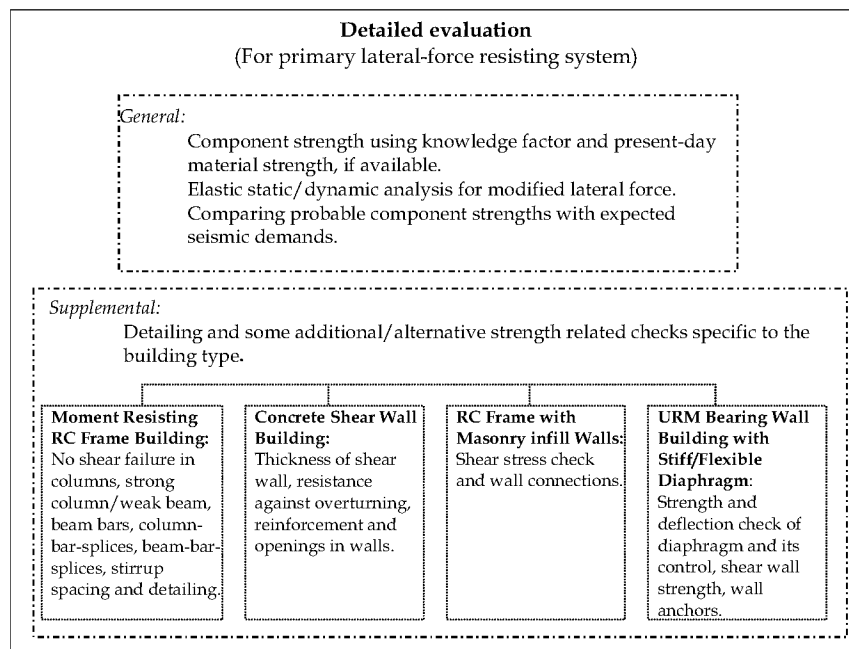 Detailed evaluation
(For primary lateral-force resisting system)
General:
Component strength using knowledge factor and present-day
material strength, if available.
Elastic static/dynamic analysis for modified lateral force.
Comparing probable component strengths with expected
seismic demands.
Supplemental:
Detailing and some additional/alternative strength related checks specific to the
building type.
Moment Resisting
RC Frame Building:
No shear failure in
columns, strong
column/weak beam,
beam bars, column-
bar-splices, beam-bar-
splices, stirrup
spacing and detailing.
Concrete Shear Wall
Building:
Thickness of shear
wall, resistance
against overturning,
reinforcement and
openings in walls.
RC Frame with
Masonry infill Walls:
Shear stress check
and wall connections.
URM Bearing Wall
Building with
Stiff/Flexible
Diaphragm:
Strength and
deflection check of
diaphragm and its
control, shear wall
strength, wall
anchors.